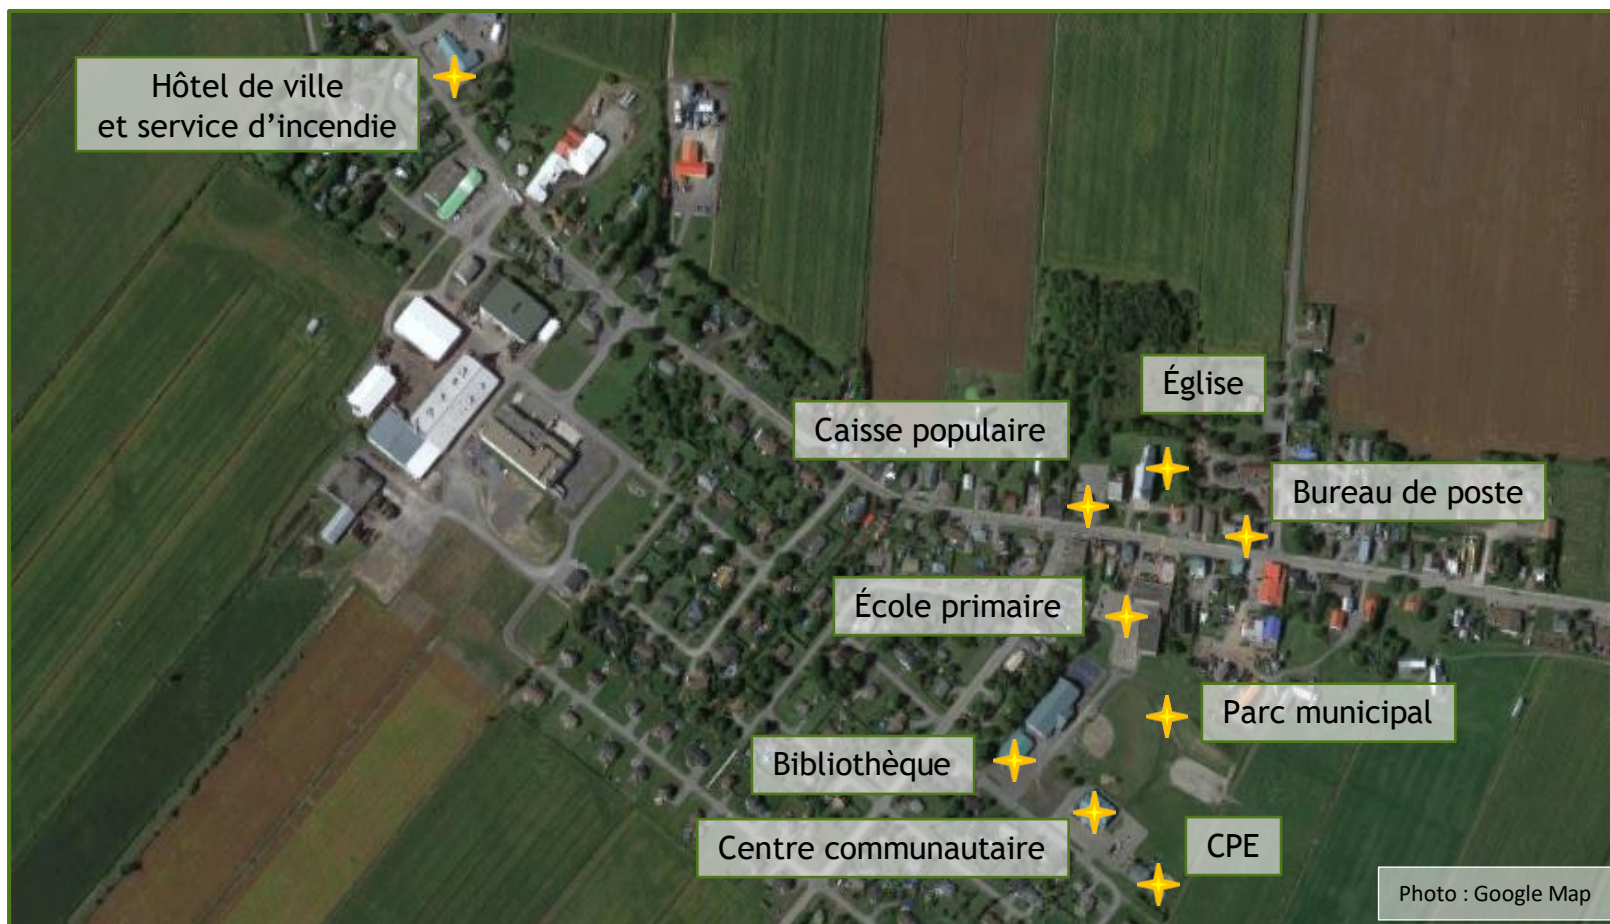 Hôtel de ville
et service d’incendie
Église
Caisse populaire
Bureau de poste
École primaire
Parc municipal
Bibliothèque
Centre communautaire
CPE
Photo : Google Map